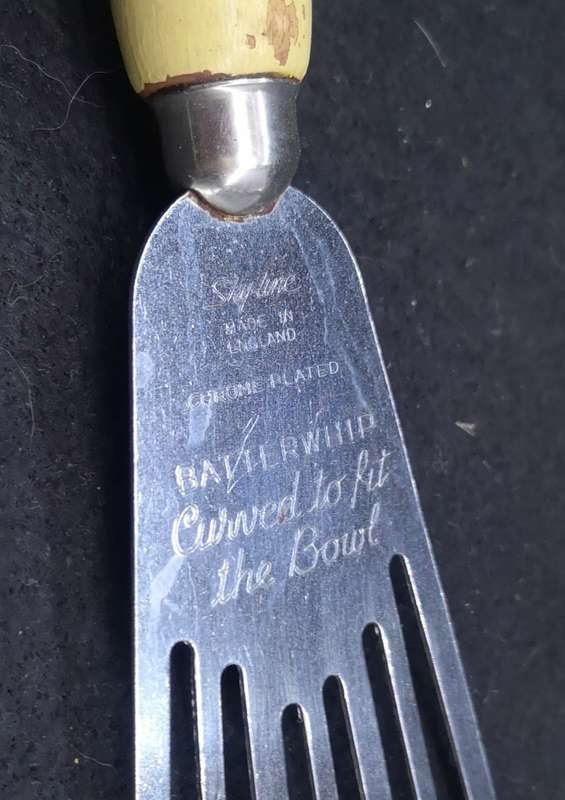 Skyline
MADE IN
ENGLAND
CHROME PLATED
BATTERWHIP
Curved to fit
the Bowl